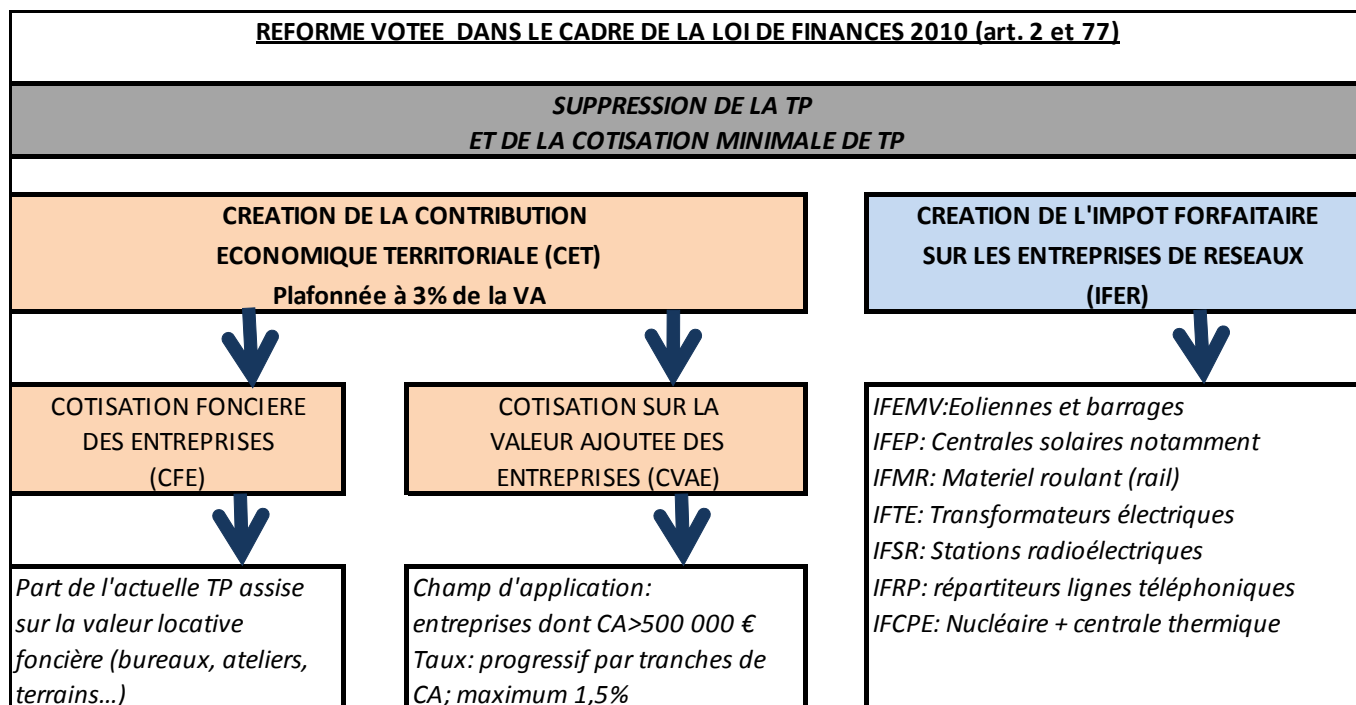 REFORME VOTEE DANS LE CADRE DE LA LOI DE FINANCES 2010 (art. 2 et 77)
SUPPRESSION DE LA TP
ET DE LA COTISATION MINIMALE DE TP
CREATION DE LA CONTRIBUTION
ECONOMIQUE TERRITORIALE (CET)
Plafonnée à 3% de la VA
CREATION DE L'IMPOT FORFAITAIRE
SUR LES ENTREPRISES DE RESEAUX
(IFER)
COTISATION FONCIERE
DES ENTREPRISES
(CFE)
COTISATION SUR LA
VALEUR AJOUTEE DES
ENTREPRISES (CVAE)
IFEMV:Eoliennes et barrages
IFEP: Centrales solaires notamment
IFMR: Materiel roulant (rail)
IFTE: Transformateurs électriques
IFSR: Stations radioélectriques
IFRP: répartiteurs lignes téléphoniques
IFCPE: Nucléaire + centrale thermique
Part de l'actuelle TP assise
sur la valeur locative
foncière (bureaux, ateliers,
terrains…)
Champ d'application:
entreprises dont CA>500 000 €
Taux: progressif par tranches de
CA; maximum 1,5%